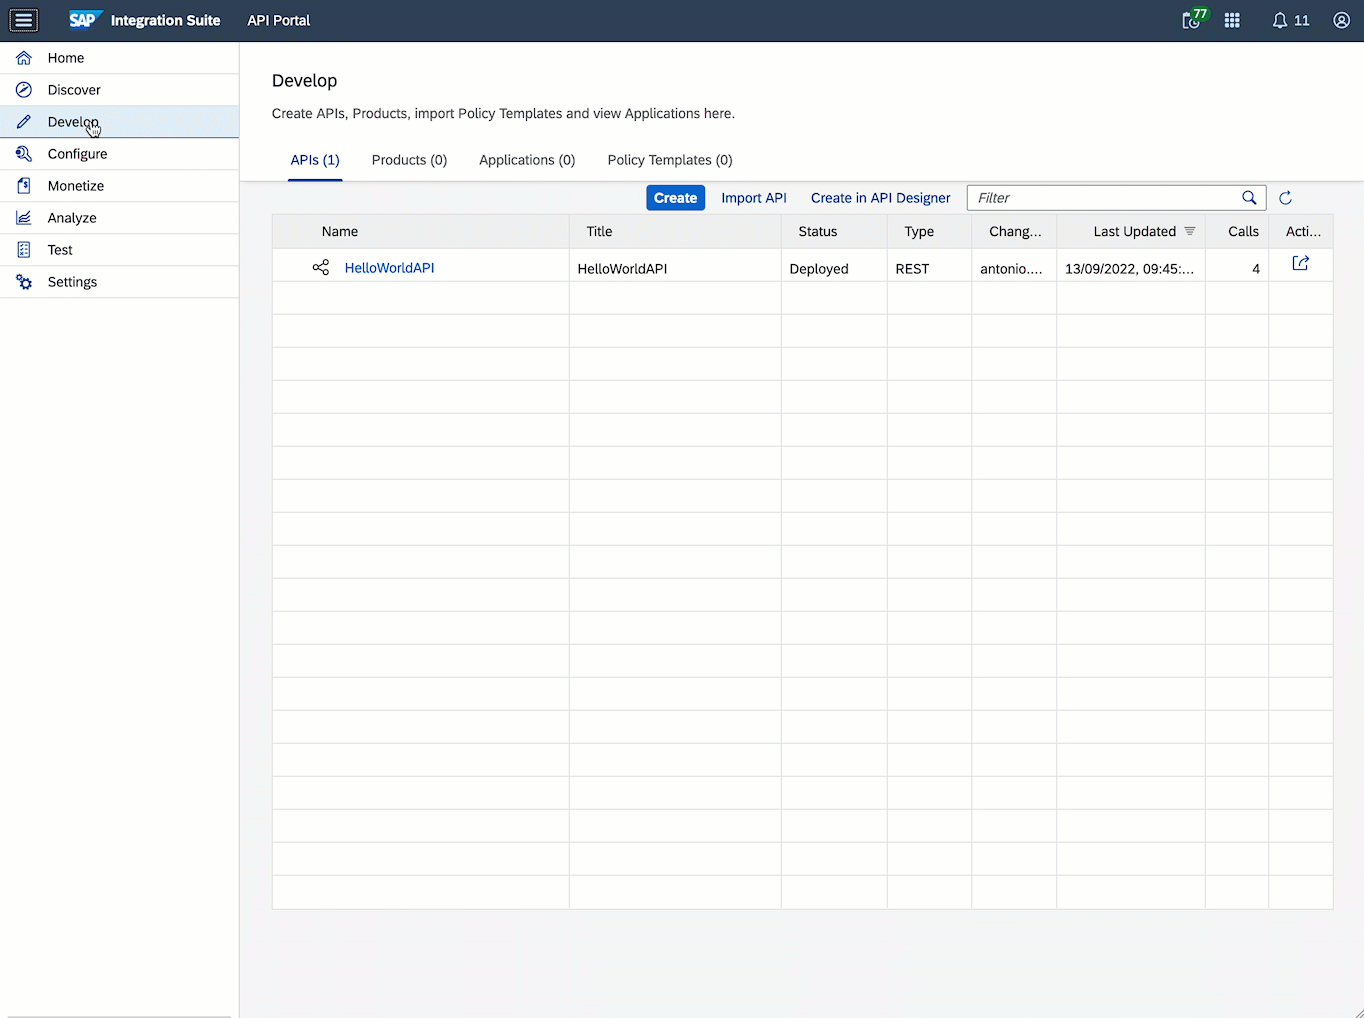 SAP Integration Suite API Portal 77 11
Home
Discover
Develop
Configure
Monetize
Analyze
Test
Settings
Develop
Create APIs, Products, import Policy Templates and view Applications here.
APIs (1) Products (0) Applications (0) Policy Templates (0)
Create Import API Create in API Designer Filter
Name Title Status Type Chang... Last Updated Calls Acti...
HelloWorldAPI HelloWorldAPI Deployed REST antonio.... 13/09/2022, 09:45:... 4